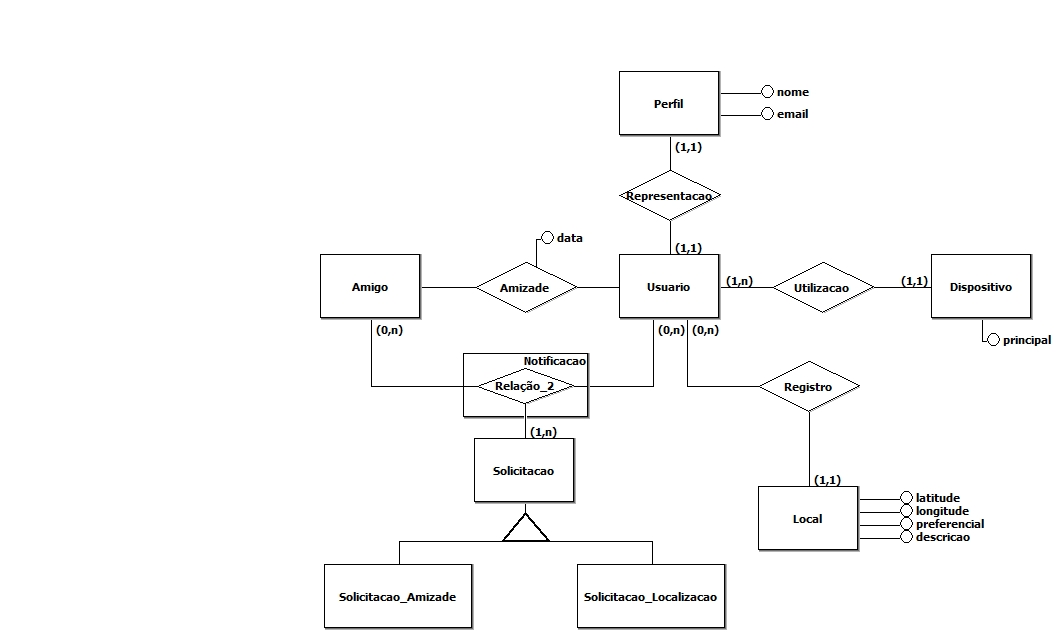 Perfil
nome
email
(1,1)
Representacao
(1,1)
data
Amigo
Amizade
Usuario
(1,n)
Utilizacao
(1,1)
Dispositivo
(0,n)
(0,n)
(0,n)
principal
Notificacao
Relação_2
Registro
(1,n)
Solicitacao
(1,1)
Local
latitude
longitude
preferencial
descricao
Solicitacao_Amizade
Solicitacao_Localizacao